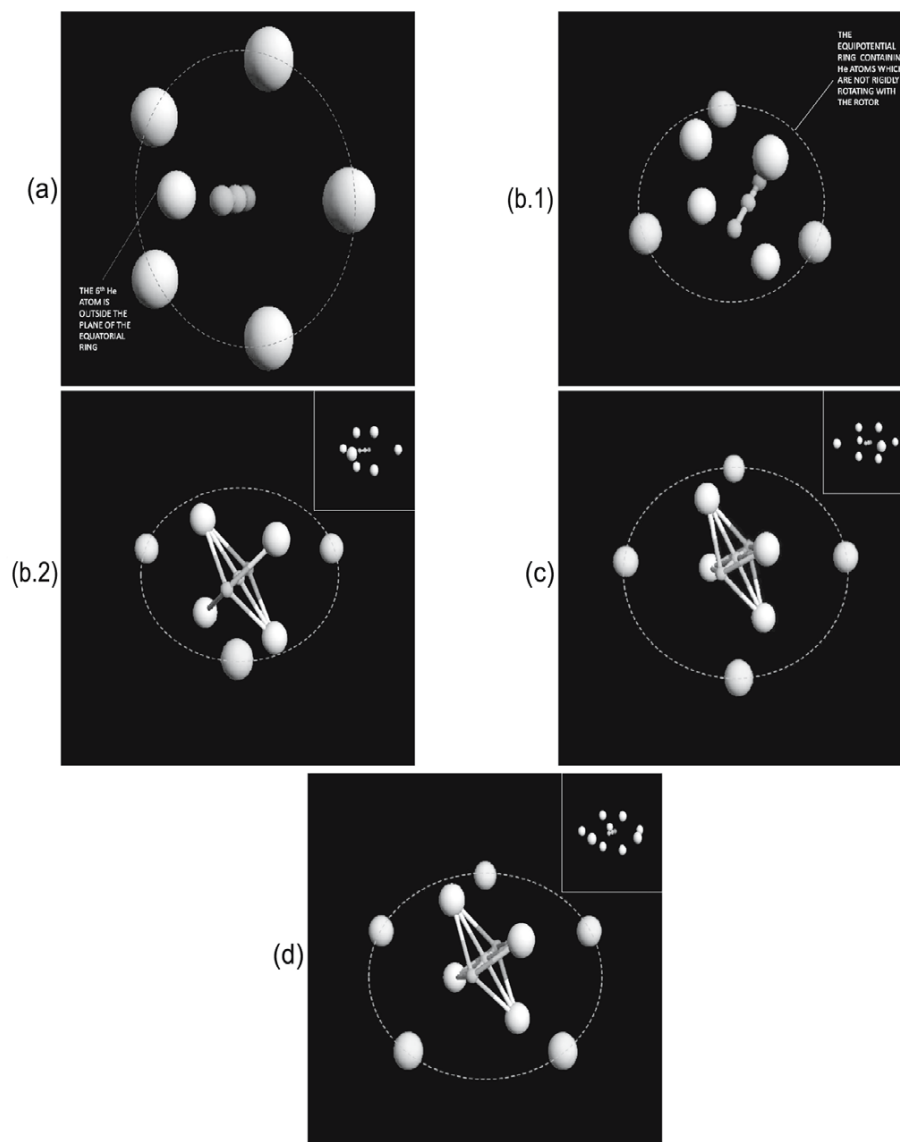 (a)
THE 6th He
ATOM IS
OUTSIDE THE
PLANE OF THE
EQUATORIAL
RING
(b.1)
THE
EQUIPOTENTIAL
RING CONTAININ
He ATOMS WHICH
ARE NOT RIGIDLY
ROTATING WITH
THE ROTOR
(b.2)
(c)
(d)